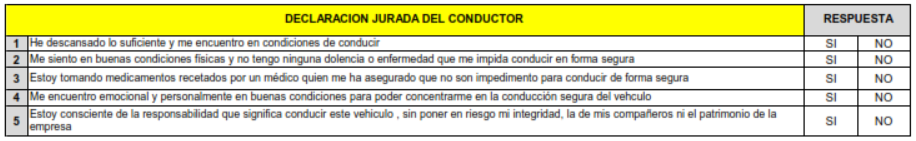 DECLARACION JURADA DEL CONDUCTOR RESPUESTA
1 He descansado lo suficiente y me encuentro en condiciones de conducir SI NO
2 Me siento en buenas condiciones físicas y no tengo ninguna dolencia o enfermedad que me impida conducir en forma segura SI NO
3 Estoy tomando medicamentos recetados por un médico quien me ha asegurado que no son impedimento para conducir de forma segura SI NO
4 Me encuentro emocional y personalmente en buenas condiciones para poder concentrarme en la conducción segura del vehculo SI NO
5 Estoy consciente de la responsabilidad que significa conducir este vehiculo , sin poner en riesgo mi integridad, la de mis compañeros ni el patrimonio de la
empresa SI NO